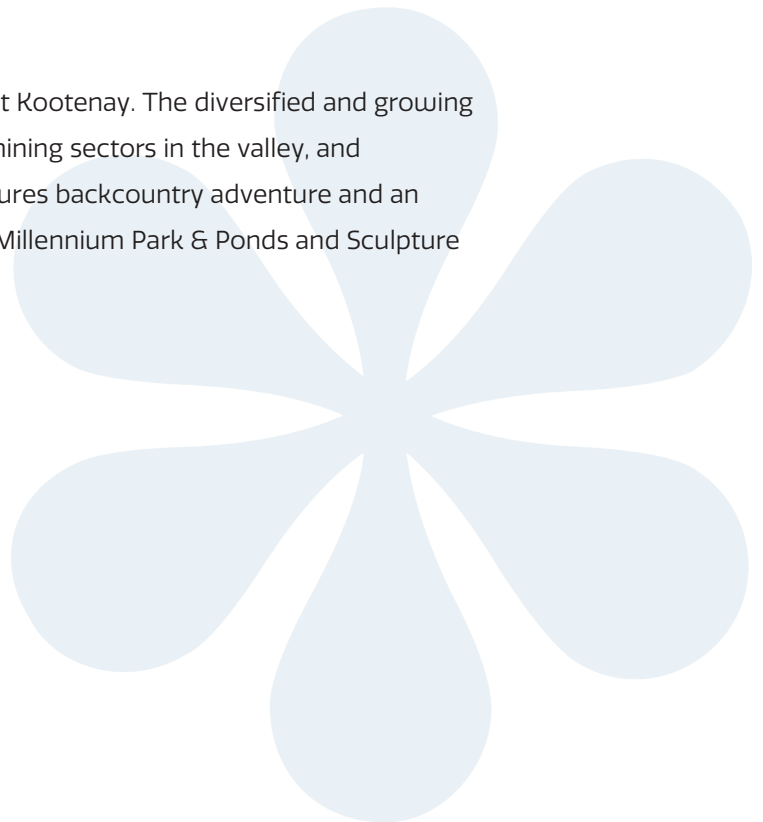 t Kootenay. The diversified and growing
ining sectors in the valley, and
ures backcountry adventure and an
Millennium Park & Ponds and Sculpture